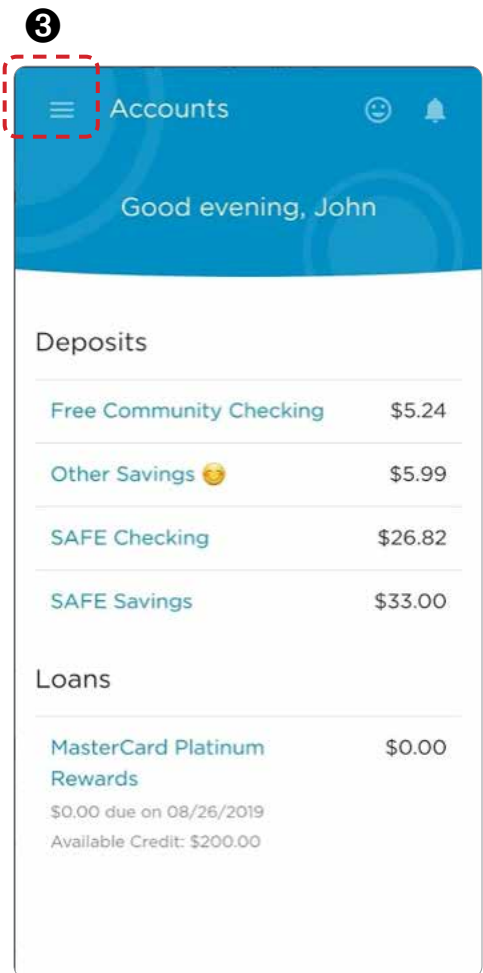 ❸
Accounts
Good evening, John
Deposits
Free Community Checking $5.24
Other Savings 😊 $5.99
SAFE Checking $26.82
SAFE Savings $33.00
Loans
MasterCard Platinum $0.00
Rewards
$0.00 due on 08/26/2019
Available Credit: $200.00